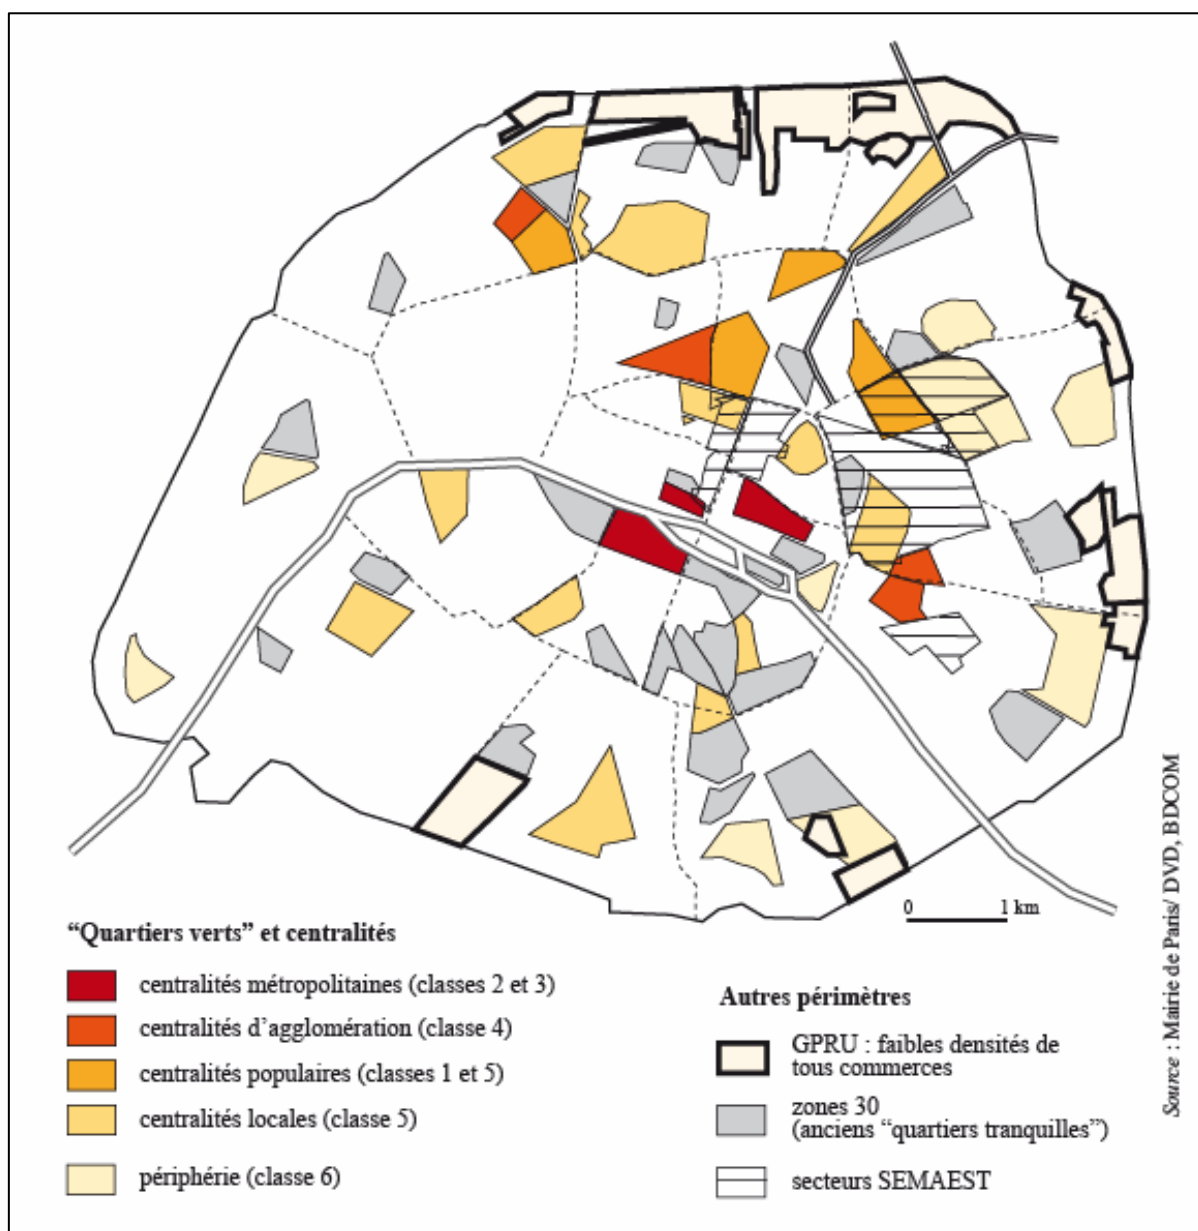 0 1 km
“Quartiers verts” et centralités
centralités métropolitaines (classes 2 et 3)
centralités d’agglomération (classe 4)
centralités populaires (classes 1 et 5)
centralités locales (classe 5)
périphérie (classe 6)
Autres périmètres
GPRU : faibles densités de
tous commerces
zones 30
(anciens “quartiers tranquilles”)
secteurs SEMAEST
Source : Mairie de Paris/ DVD, BDCOM